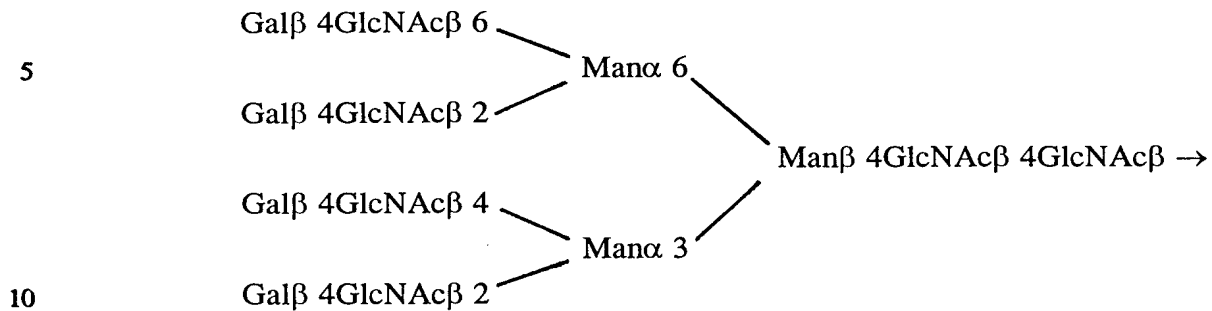 Galβ 4GlcNAcβ 6
5 Manα 6
Galβ 4GlcNAcβ 2
Manβ 4GlcNAcβ 4GlcNAcβ →
Galβ 4GlcNAcβ 4
Manα 3
10 Galβ 4GlcNAcβ 2